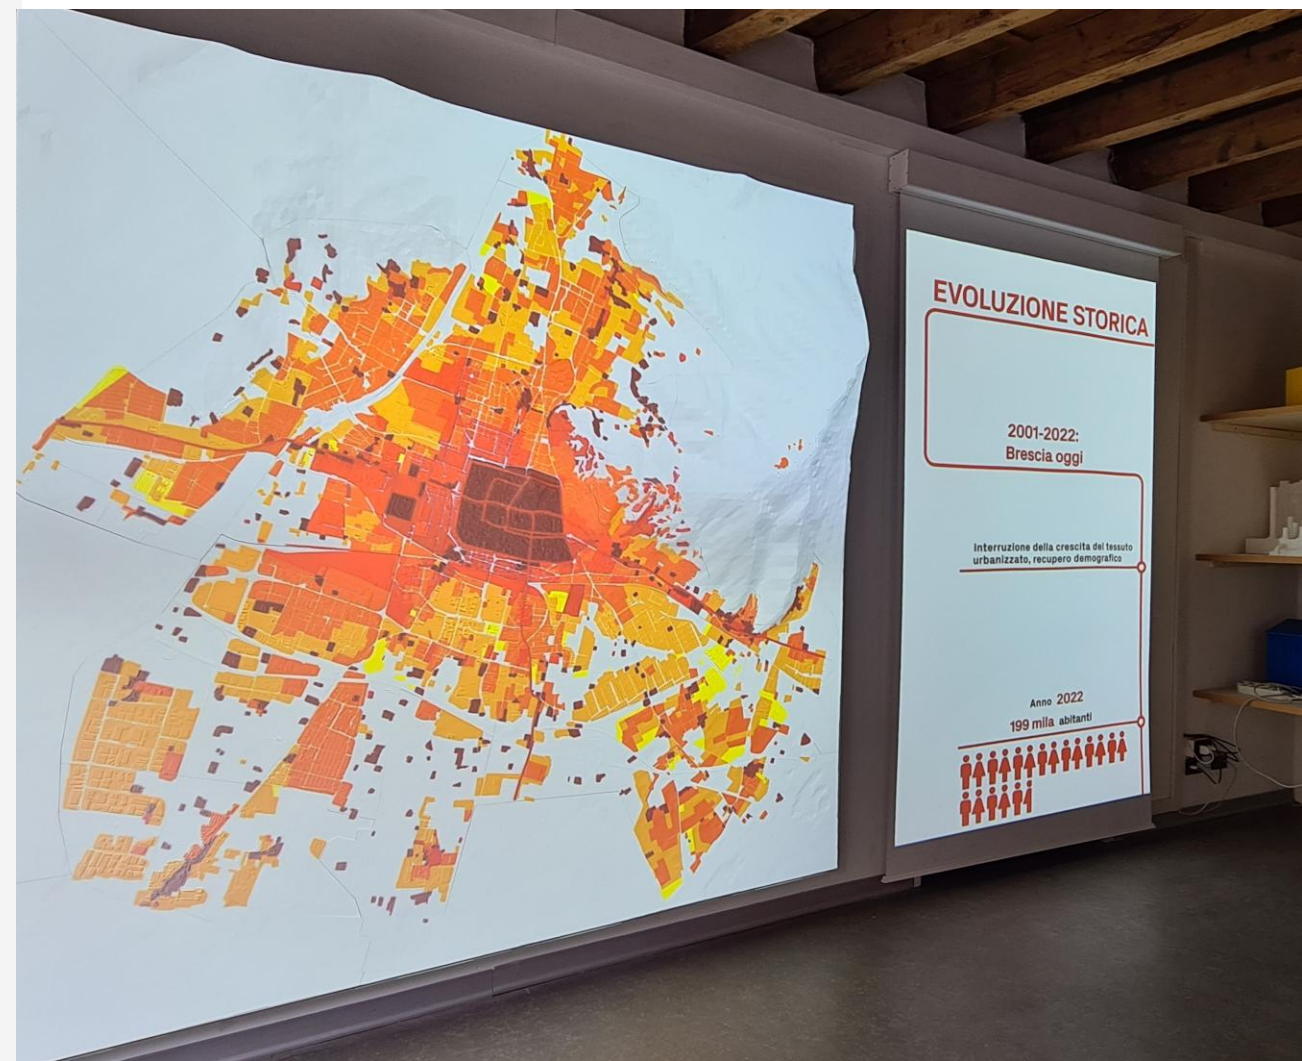 EVOLUZIONE STORICA
2001-2022:
Brescia oggi
Interruzione della crescita del tessuto
urbanizzato, recupero demografico
Anno 2022
199 mila abitanti